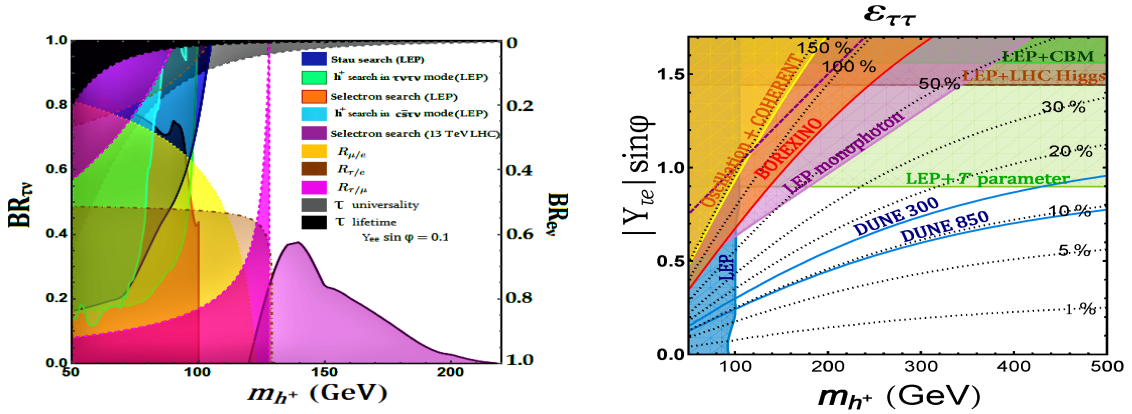 1.0
0.8
0.6
0.4
0.2
0.0
BRτν
50
100
150
200
m_h⁺ (GeV)
0
0.2
0.4
0.6
0.8
1.0
BReν
Stau search (LEP)
h⁺ search in τντν mode(LEP)
Selectron search (LEP)
h⁺ search in c̄sτν mode(LEP)
Selectron search (13 TeV LHC)
Rμ/e
Rτ/e
Rτ/μ
τ universality
τ lifetime
Yee sin φ = 0.1
εττ
|Yτe| sinφ
1.5
1.0
0.5
0.0
100
200
300
400
500
m_h⁺ (GeV)
150 %
100 %
50 %
30 %
20 %
10 %
5 %
1 %
Oscillation + COHERENT
BOREXINO
LEP monophoton
LEP+CBM
LEP+LHC Higgs
LEP+T parameter
DUNE 300
DUNE 850
LEP